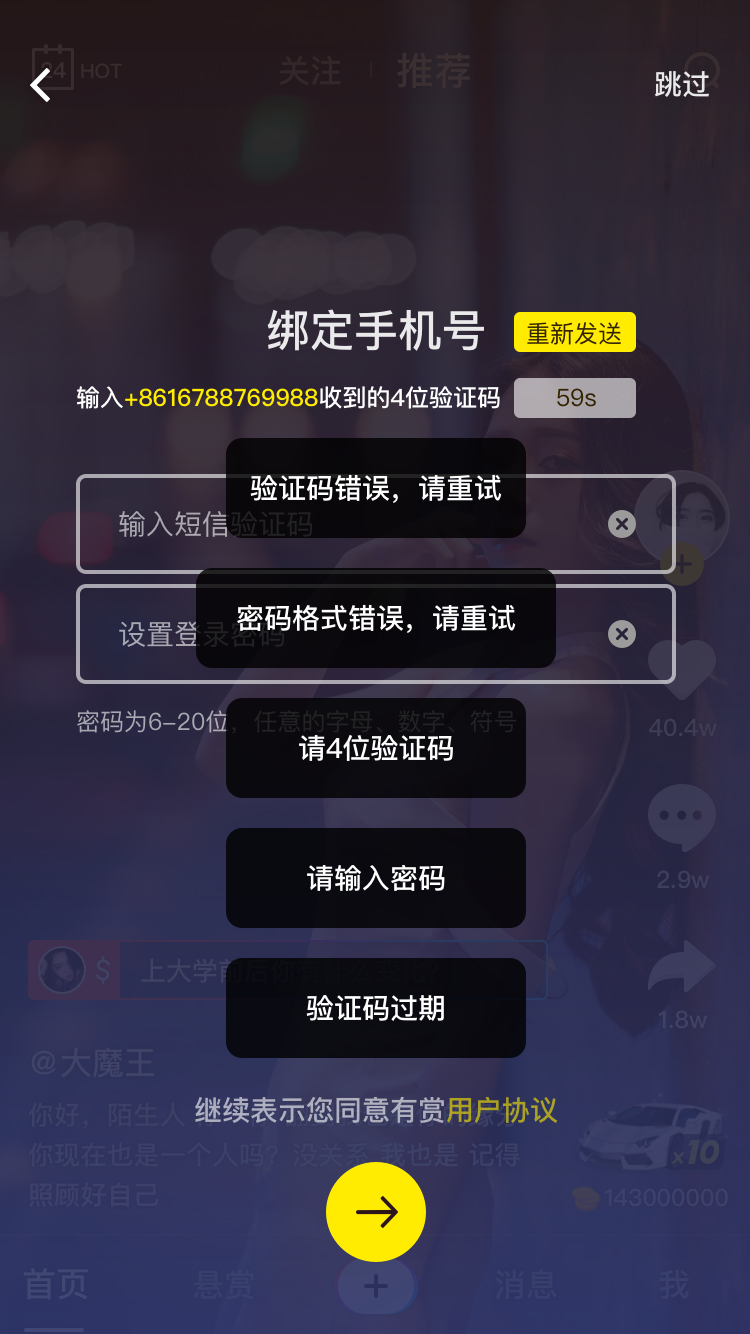 24 HOT 关注 推荐
跳过
绑定手机号 重新发送
输入+8616788769988收到的4位验证码 59s
验证码错误，请重试
输入短信验证码
密码格式错误，请重试
设置登录密码
密码为6–20位，任意的字母、数字、符号
40.4w
请4位验证码
请输入密码
2.9w
$ 上大学前后你有什么变化?
验证码过期
1.8w
@大魔王
继续表示您同意有赏用户协议
你好，陌生人
你现在也是一个人吗？没关系 我也是 记得
x10
照顾好自己
143000000
首页 悬赏 消息 我